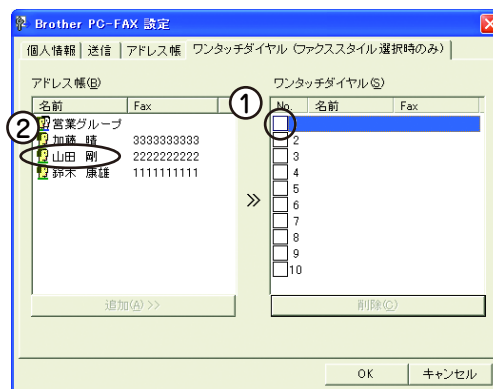 Brother PC-FAX 設定
個人情報 送信 アドレス帳 ワンタッチダイヤル (ファクススタイル選択時のみ)
アドレス帳(B) ワンタッチダイヤル(S)
名前 Fax ① No. 名前 Fax
営業グループ
② 加藤 晴 3333333333 2
山田 剛 2222222222 3
鈴木 康雄 1111111111 4
5
6
7
8
9
10
追加(A) >> 削除(C)
OK キャンセル